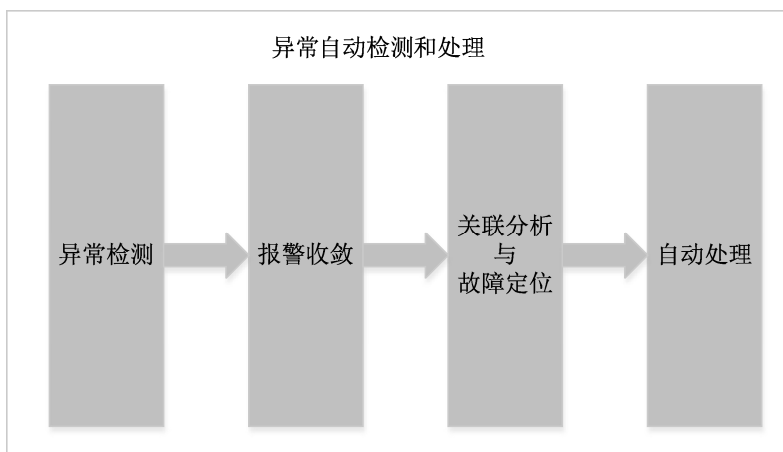 异常自动检测和处理
异常检测
报警收敛
关联分析
与
故障定位
自动处理